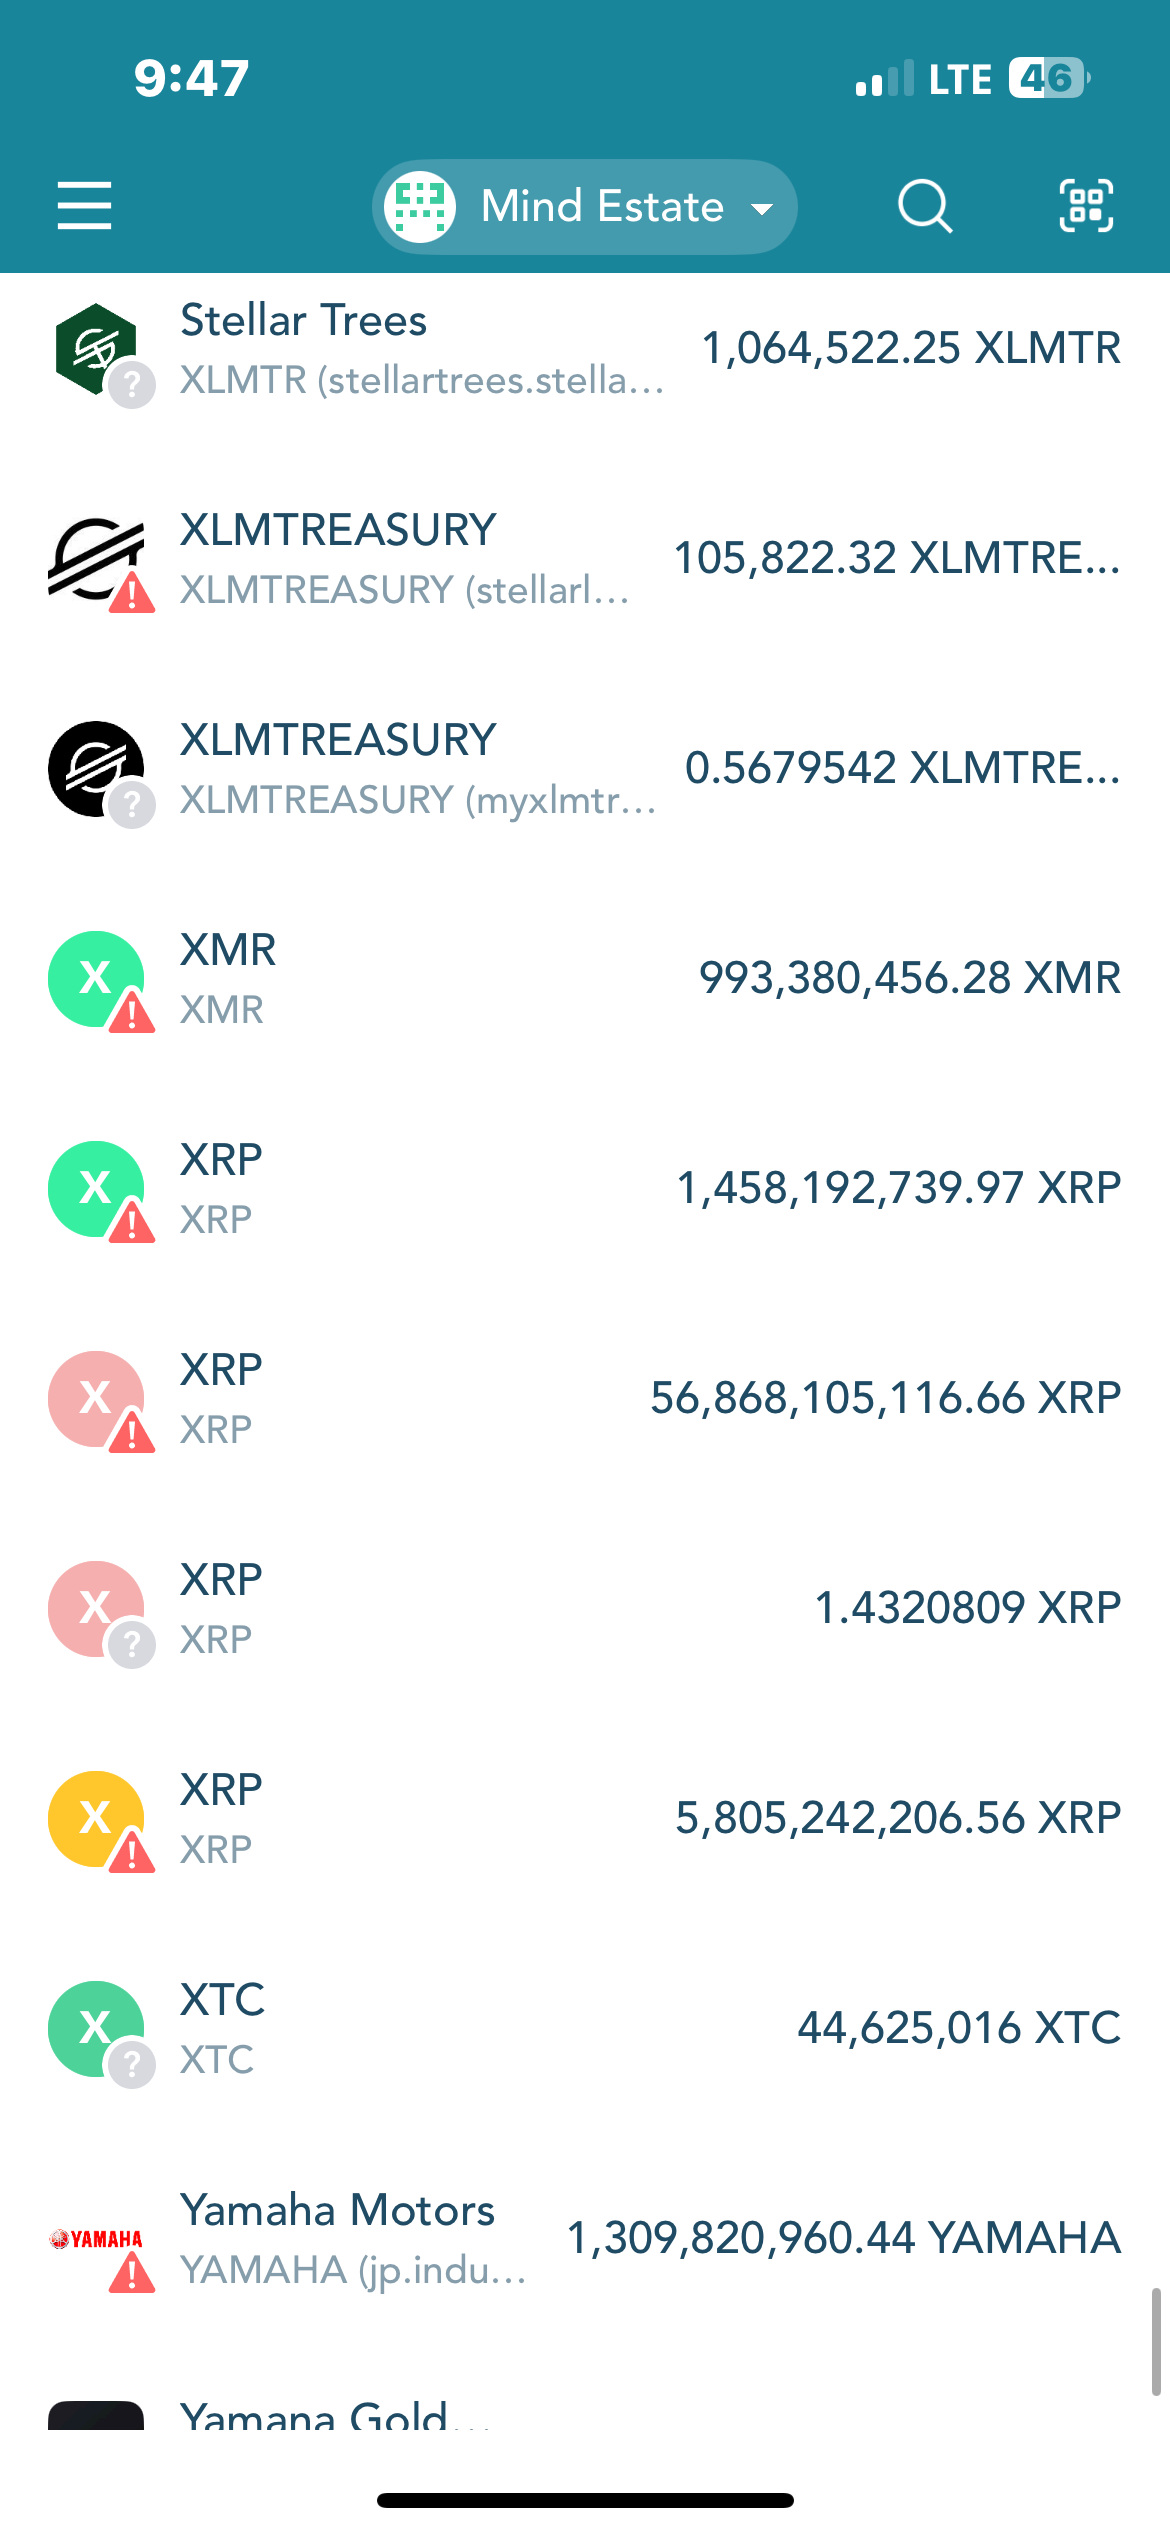 9:47
LTE 46
Mind Estate
Stellar Trees
1,064,522.25 XLMTR
XLMTR (stellartrees.stella...
XLMTREASURY
105,822.32 XLMTRE...
XLMTREASURY (stellarl...
XLMTREASURY
0.5679542 XLMTRE...
XLMTREASURY (myxlmtr...
X
XMR
993,380,456.28 XMR
XMR
X
XRP
1,458,192,739.97 XRP
XRP
X
XRP
56,868,105,116.66 XRP
XRP
X
XRP
1.4320809 XRP
XRP
X
XRP
5,805,242,206.56 XRP
XRP
X
XTC
44,625,016 XTC
XTC
YAMAHA
Yamaha Motors
1,309,820,960.44 YAMAHA
YAMAHA (jp.indu...
Yamana Gold...